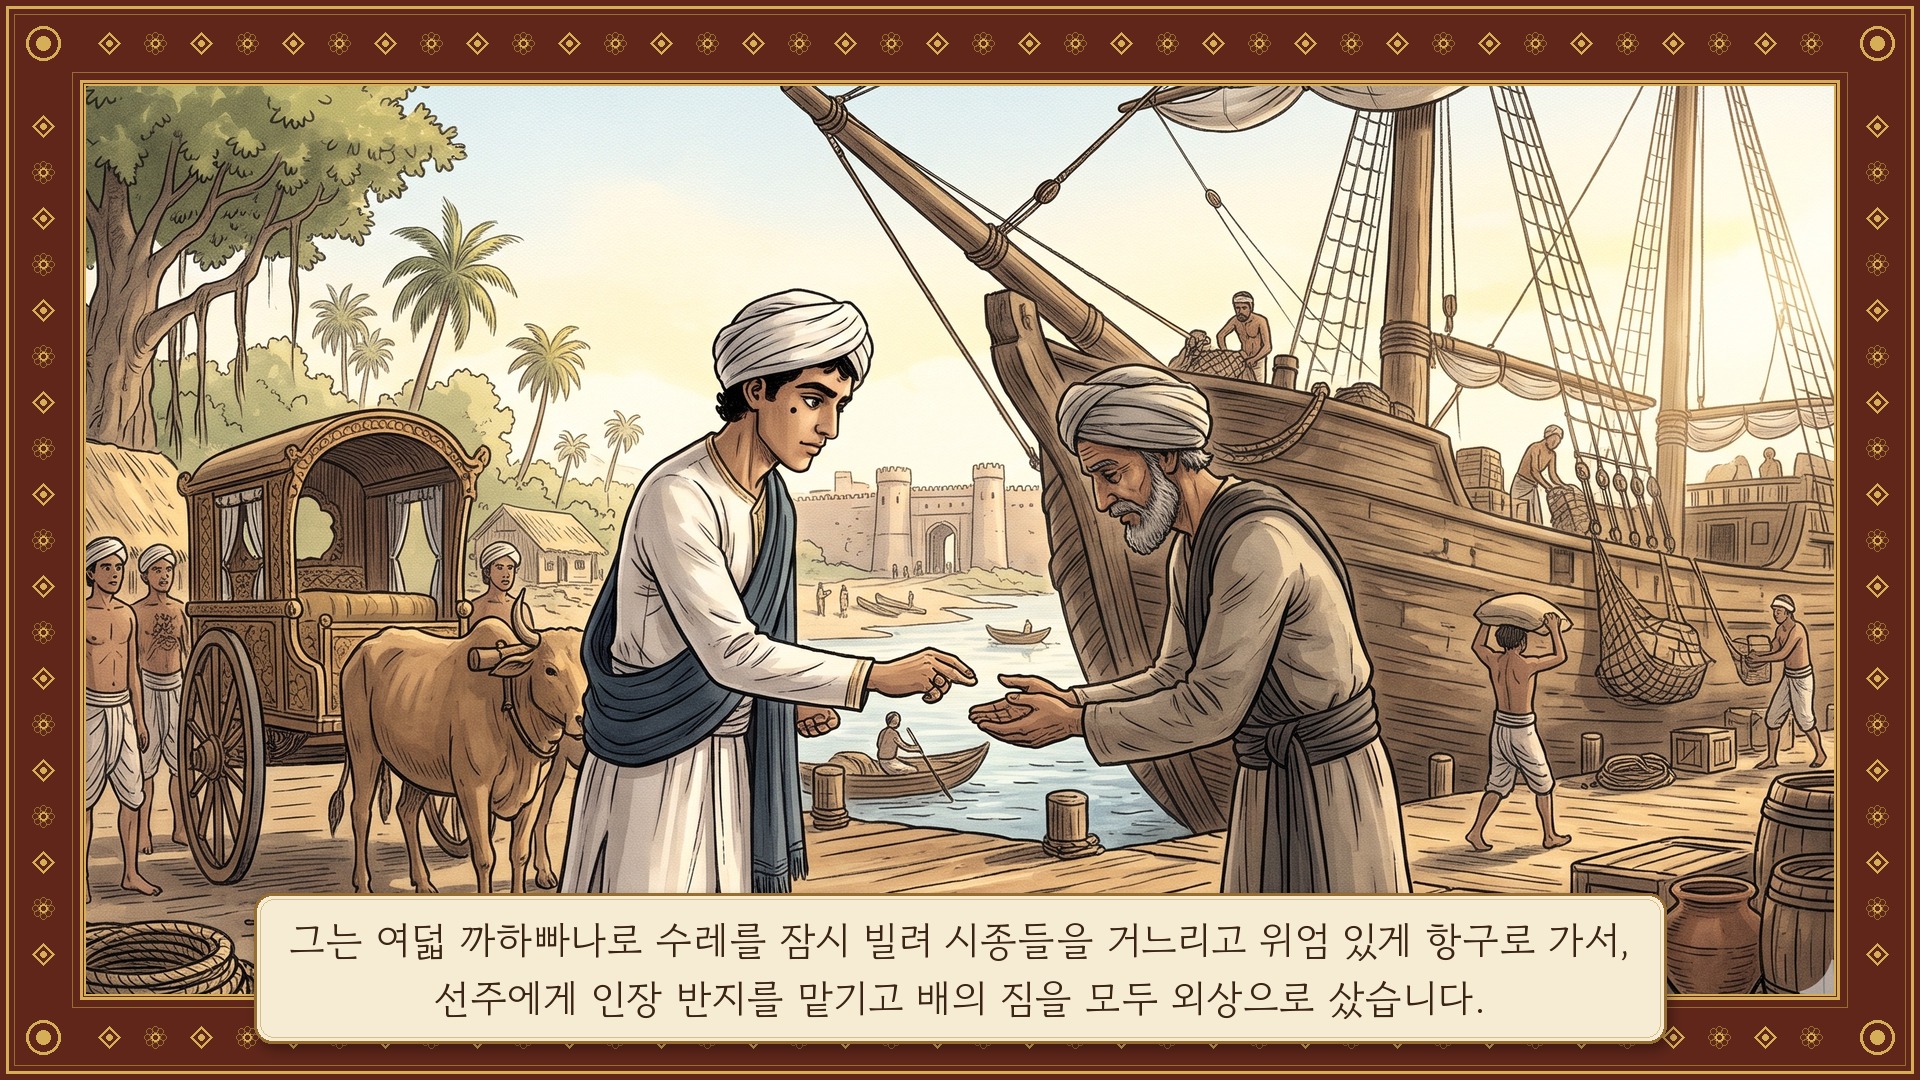 그는 여덟 까하빠나로 수레를 잠시 빌려 시종들을 거느리고 위엄 있게 항구로 가서,
선주에게 인장 반지를 맡기고 배의 짐을 모두 외상으로 샀습니다.